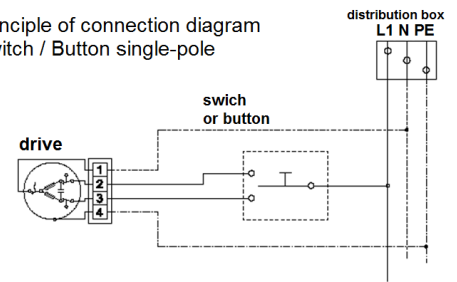 nciple of connection diagram
itch / Button single-pole
distribution box
L1 N PE
swich
or button
drive
1
2
3
4